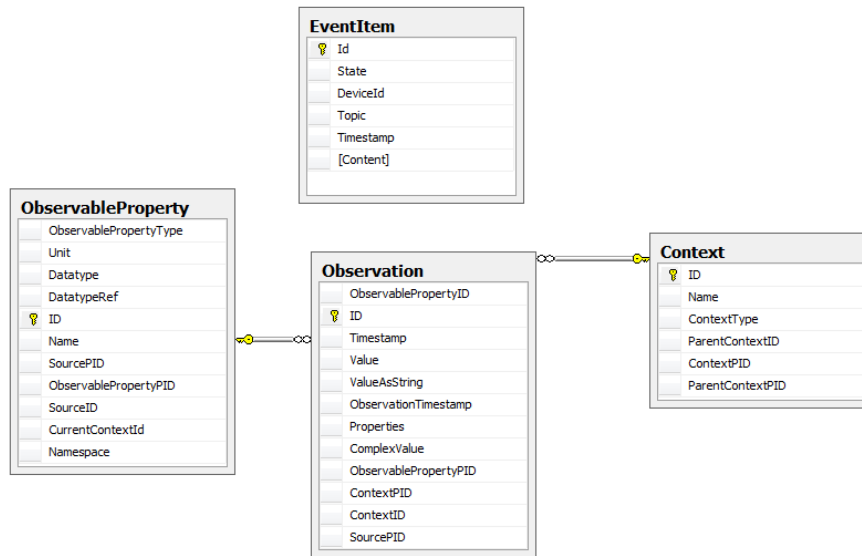 EventItem
Id
State
DeviceId
Topic
Timestamp
[Content]
ObservableProperty
ObservablePropertyType
Unit
Datatype
DatatypeRef
ID
Name
SourcePID
ObservablePropertyPID
SourceID
CurrentContextId
Namespace
Observation
ObservablePropertyID
ID
Timestamp
Value
ValueAsString
ObservationTimestamp
Properties
ComplexValue
ObservablePropertyPID
ContextPID
ContextID
SourcePID
Context
ID
Name
ContextType
ParentContextID
ContextPID
ParentContextPID